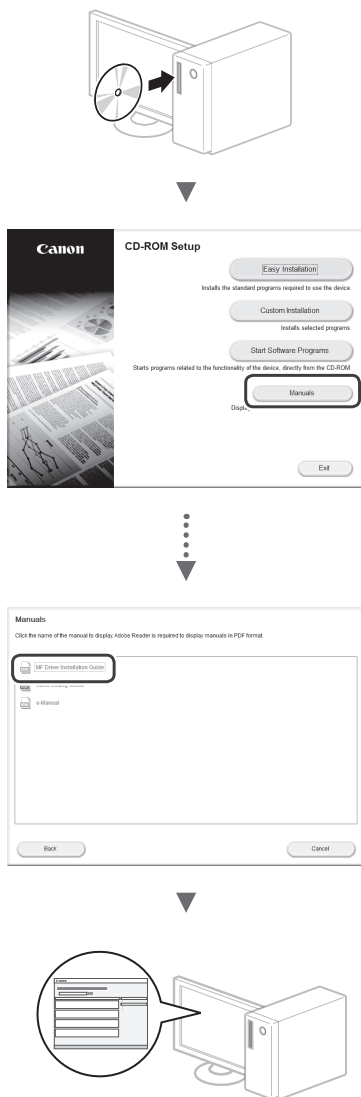 Canon
CD-ROM Setup
Easy Installation
Installs the standard programs required to use the device.
Custom Installation
Installs selected programs.
Start Software Programs
Starts programs related to the functionality of the device, directly from the CD-ROM.
Manuals
Exit
Manuals
Click the name of the manual to display. Adobe Reader is required to display manuals in PDF format.
MF Driver Installation Guide
e-Manual
Back
Cancel
Canon